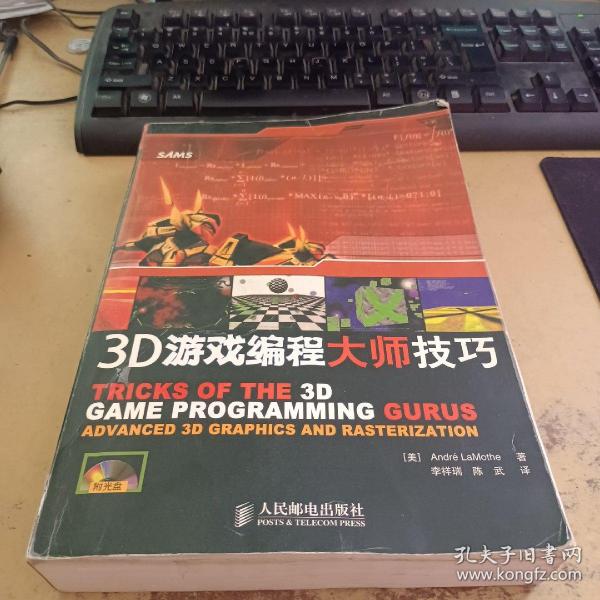 SAMS
3D游戏编程大师技巧
TRICKS OF THE 3D
GAME PROGRAMMING GURUS
ADVANCED 3D GRAPHICS AND RASTERIZATION
[美] André LaMothe 著
李祥瑞 陈 武 译
附光盘
人民邮电出版社
POSTS & TELECOM PRESS
孔夫子旧书网
www.kongfz.com